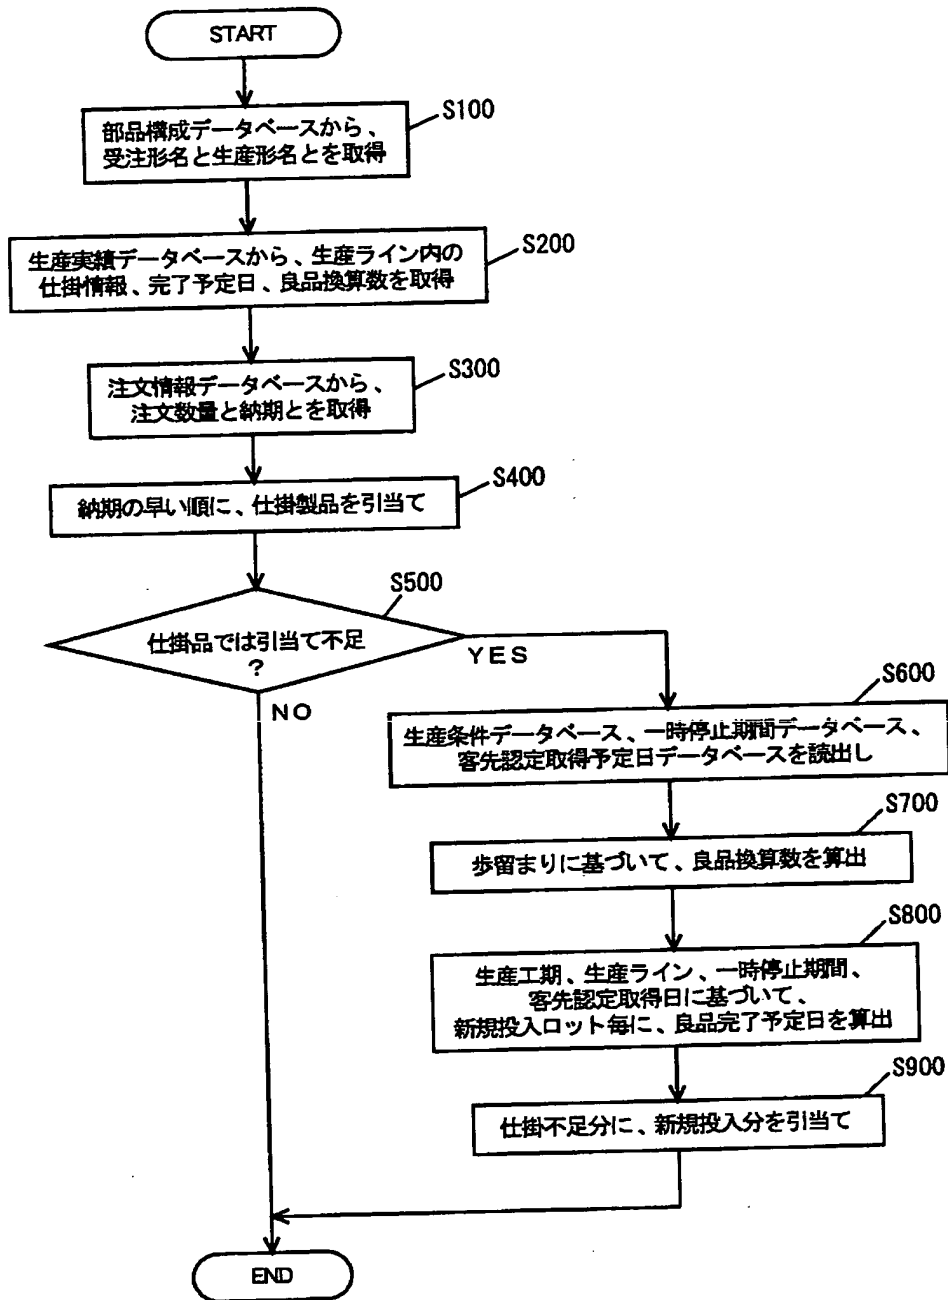 START
S100
部品構成データベースから、
受注形名と生産形名とを取得
S200
生産実績データベースから、生産ライン内の
仕掛情報、完了予定日、良品換算数を取得
S300
注文情報データベースから、
注文数量と納期とを取得
S400
納期の早い順に、仕掛製品を引当て
S500
仕掛品では引当て不足
?
YES
NO
S600
生産条件データベース、一時停止期間データベース、
客先認定取得予定日データベースを読出し
S700
歩留まりに基づいて、良品換算数を算出
S800
生産工期、生産ライン、一時停止期間、
客先認定取得日に基づいて、
新規投入ロット毎に、良品完了予定日を算出
S900
仕掛不足分に、新規投入分を引当て
END